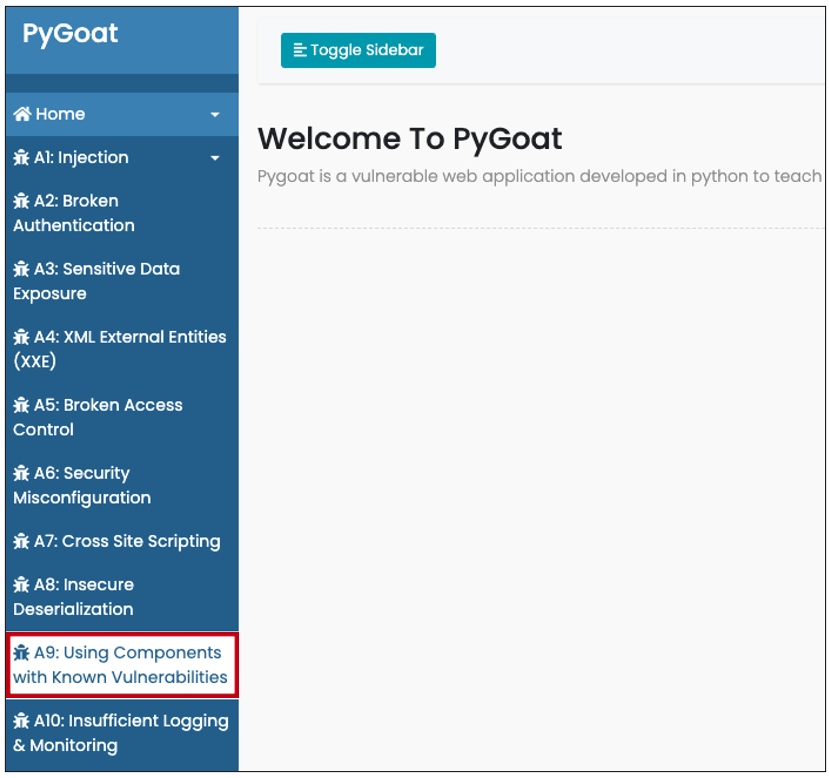 PyGoat
Toggle Sidebar
Home
A1: Injection
A2: Broken
Authentication
A3: Sensitive Data
Exposure
A4: XML External Entities
(XXE)
A5: Broken Access
Control
A6: Security
Misconfiguration
A7: Cross Site Scripting
A8: Insecure
Deserialization
A9: Using Components
with Known Vulnerabilities
A10: Insufficient Logging
& Monitoring
Welcome To PyGoat
Pygoat is a vulnerable web application developed in python to teach